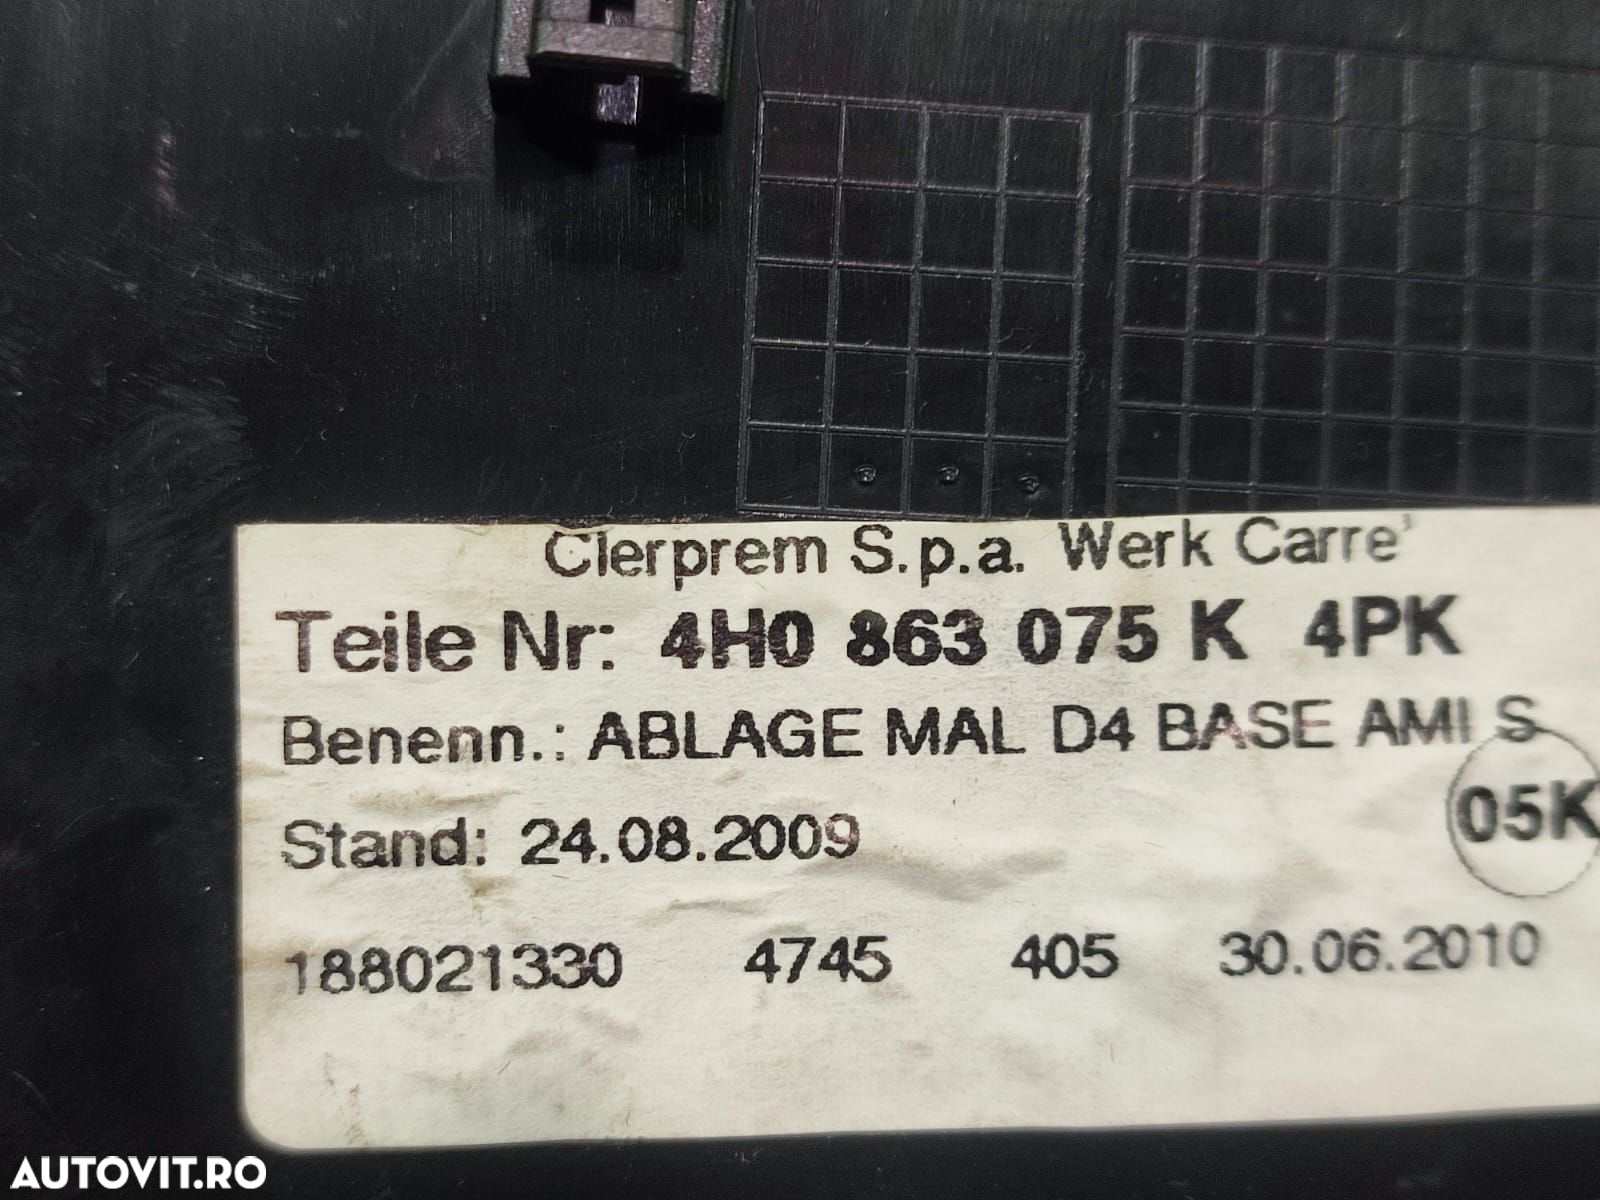 Clerprem S.p.a. Werk Carre'
Teile Nr: 4H0 863 075 K 4PK
Benenn.: ABLAGE MAL D4 BASE AMI S
05K
Stand: 24.08.2009
188021330 4745 405 30.06.2010
AUTOVIT.RO